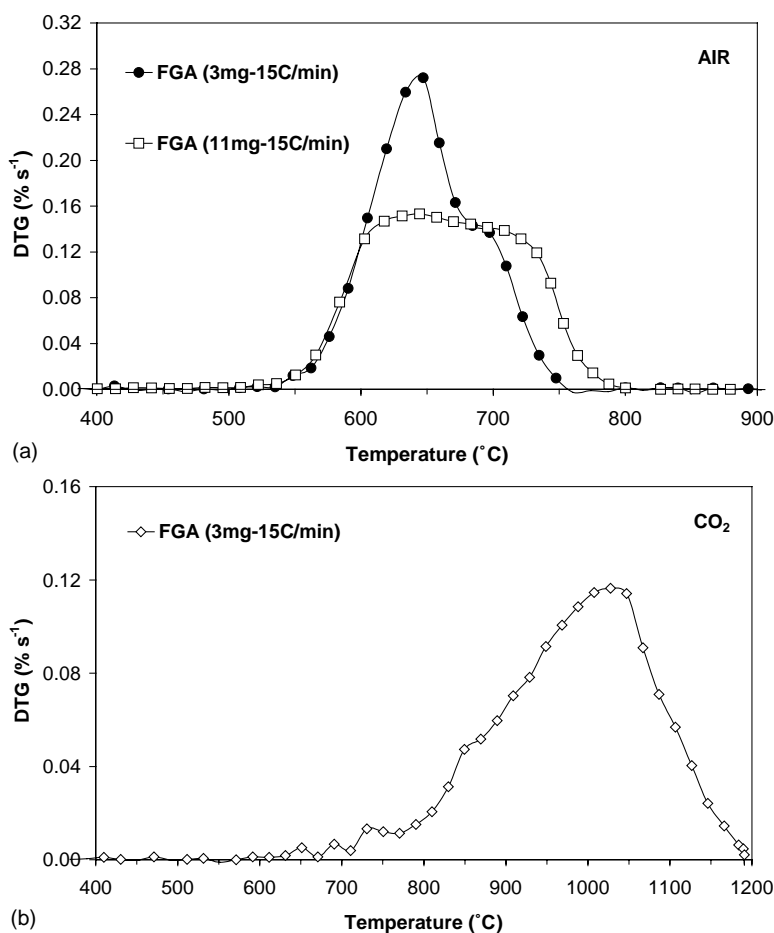 0.32
0.28
0.24
0.20
0.16
0.12
0.08
0.04
0.00
DTG (% s⁻¹)
FGA (3mg-15C/min)
FGA (11mg-15C/min)
AIR
400 500 600 700 800 900
Temperature (˚C)
(a)
0.16
0.12
0.08
0.04
0.00
DTG (% s⁻¹)
FGA (3mg-15C/min)
CO₂
400 500 600 700 800 900 1000 1100 1200
Temperature (˚C)
(b)